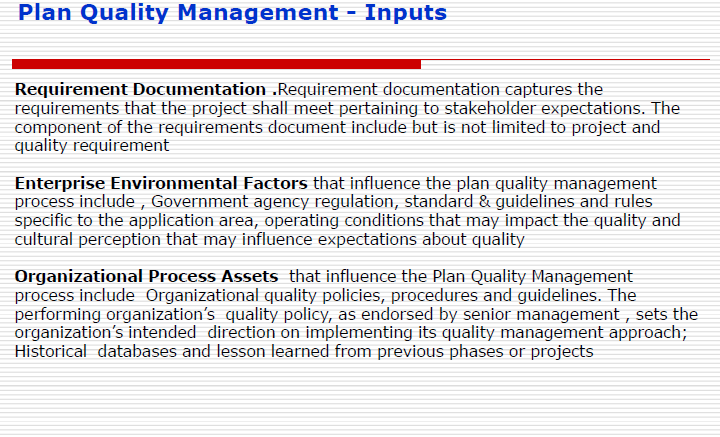 Plan Quality Management - Inputs
Requirement Documentation .Requirement documentation captures the
requirements that the project shall meet pertaining to stakeholder expectations. The
component of the requirements document include but is not limited to project and
quality requirement
Enterprise Environmental Factors that influence the plan quality management
process include , Government agency regulation, standard & guidelines and rules
specific to the application area, operating conditions that may impact the quality and
cultural perception that may influence expectations about quality
Organizational Process Assets  that influence the Plan Quality Management
process include  Organizational quality policies, procedures and guidelines. The
performing organization’s  quality policy, as endorsed by senior management , sets the
organization’s intended  direction on implementing its quality management approach;
Historical  databases and lesson learned from previous phases or projects